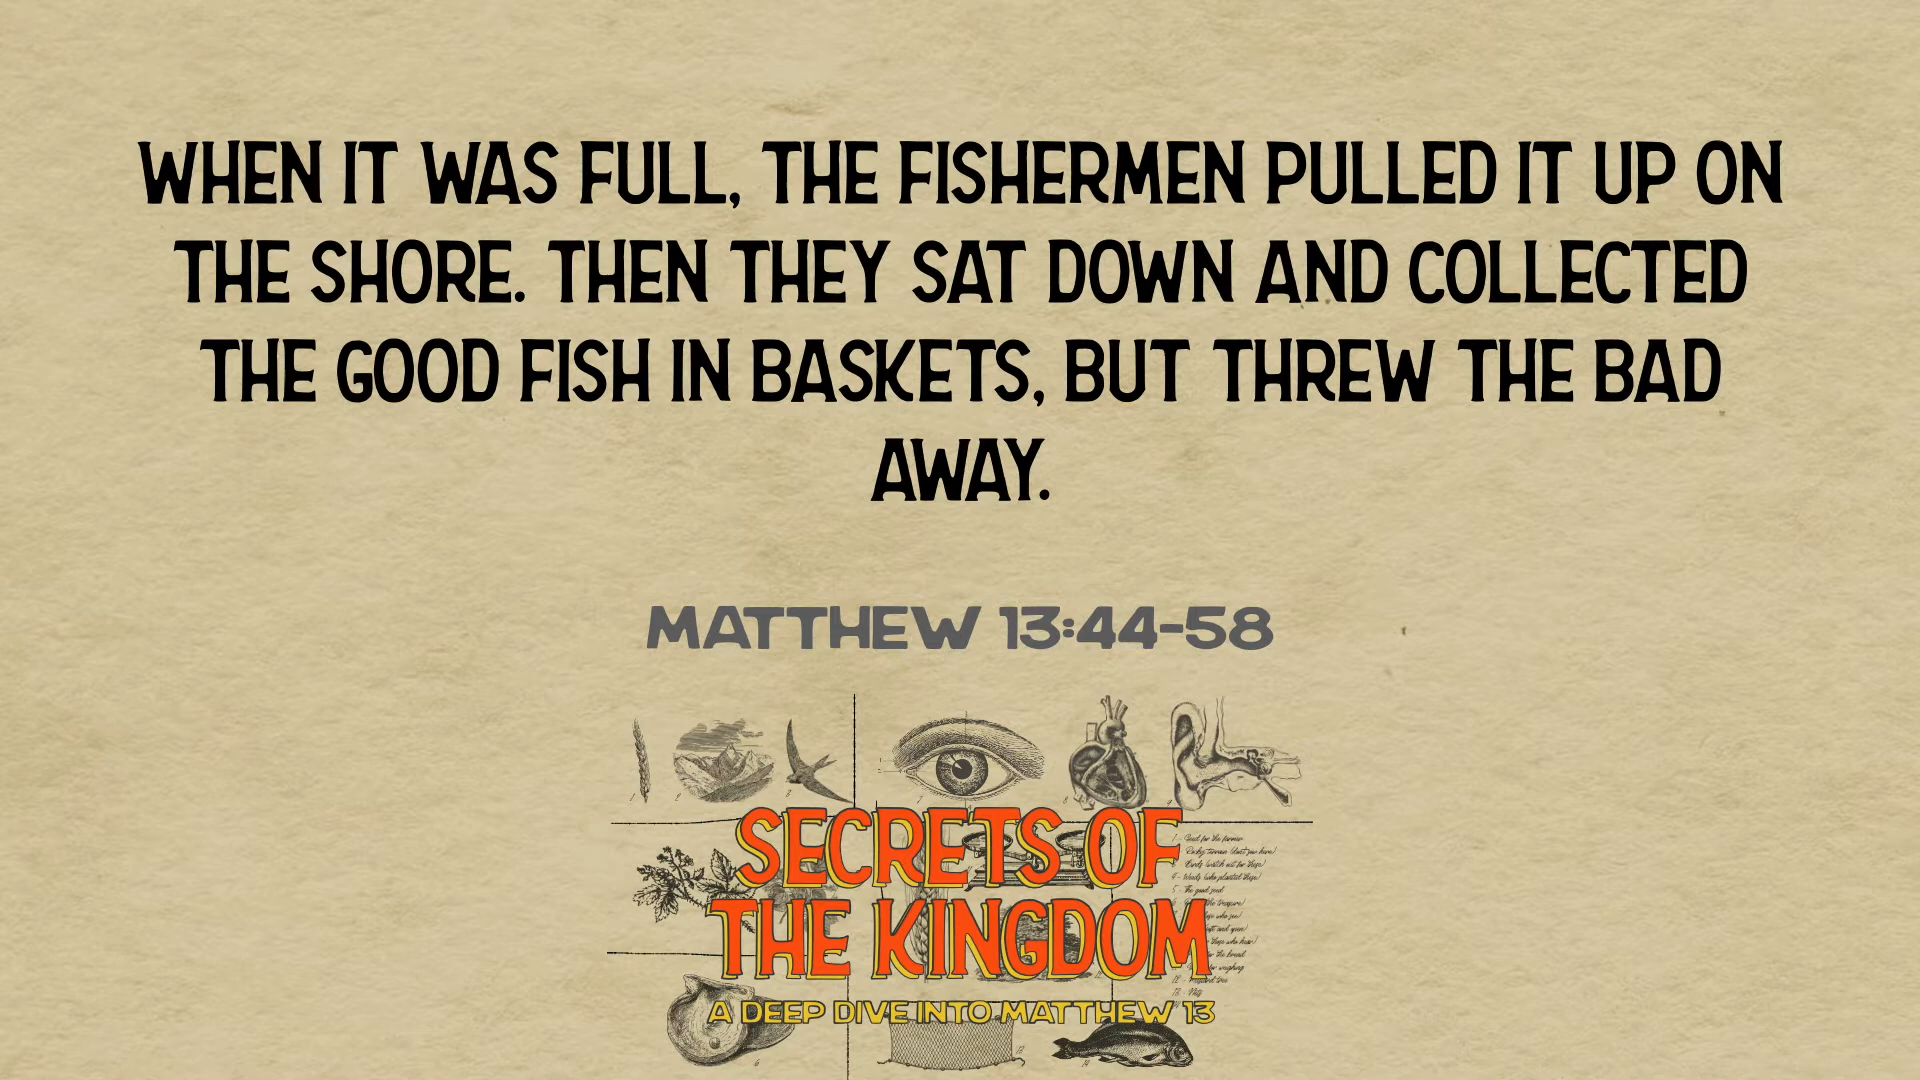 WHEN IT WAS FULL, THE FISHERMEN PULLED IT UP ON
THE SHORE. THEN THEY SAT DOWN AND COLLECTED
THE GOOD FISH IN BASKETS, BUT THREW THE BAD
AWAY.
MATTHEW 13:44-58
SECRETS OF
THE KINGDOM
A DEEP DIVE INTO MATTHEW 13